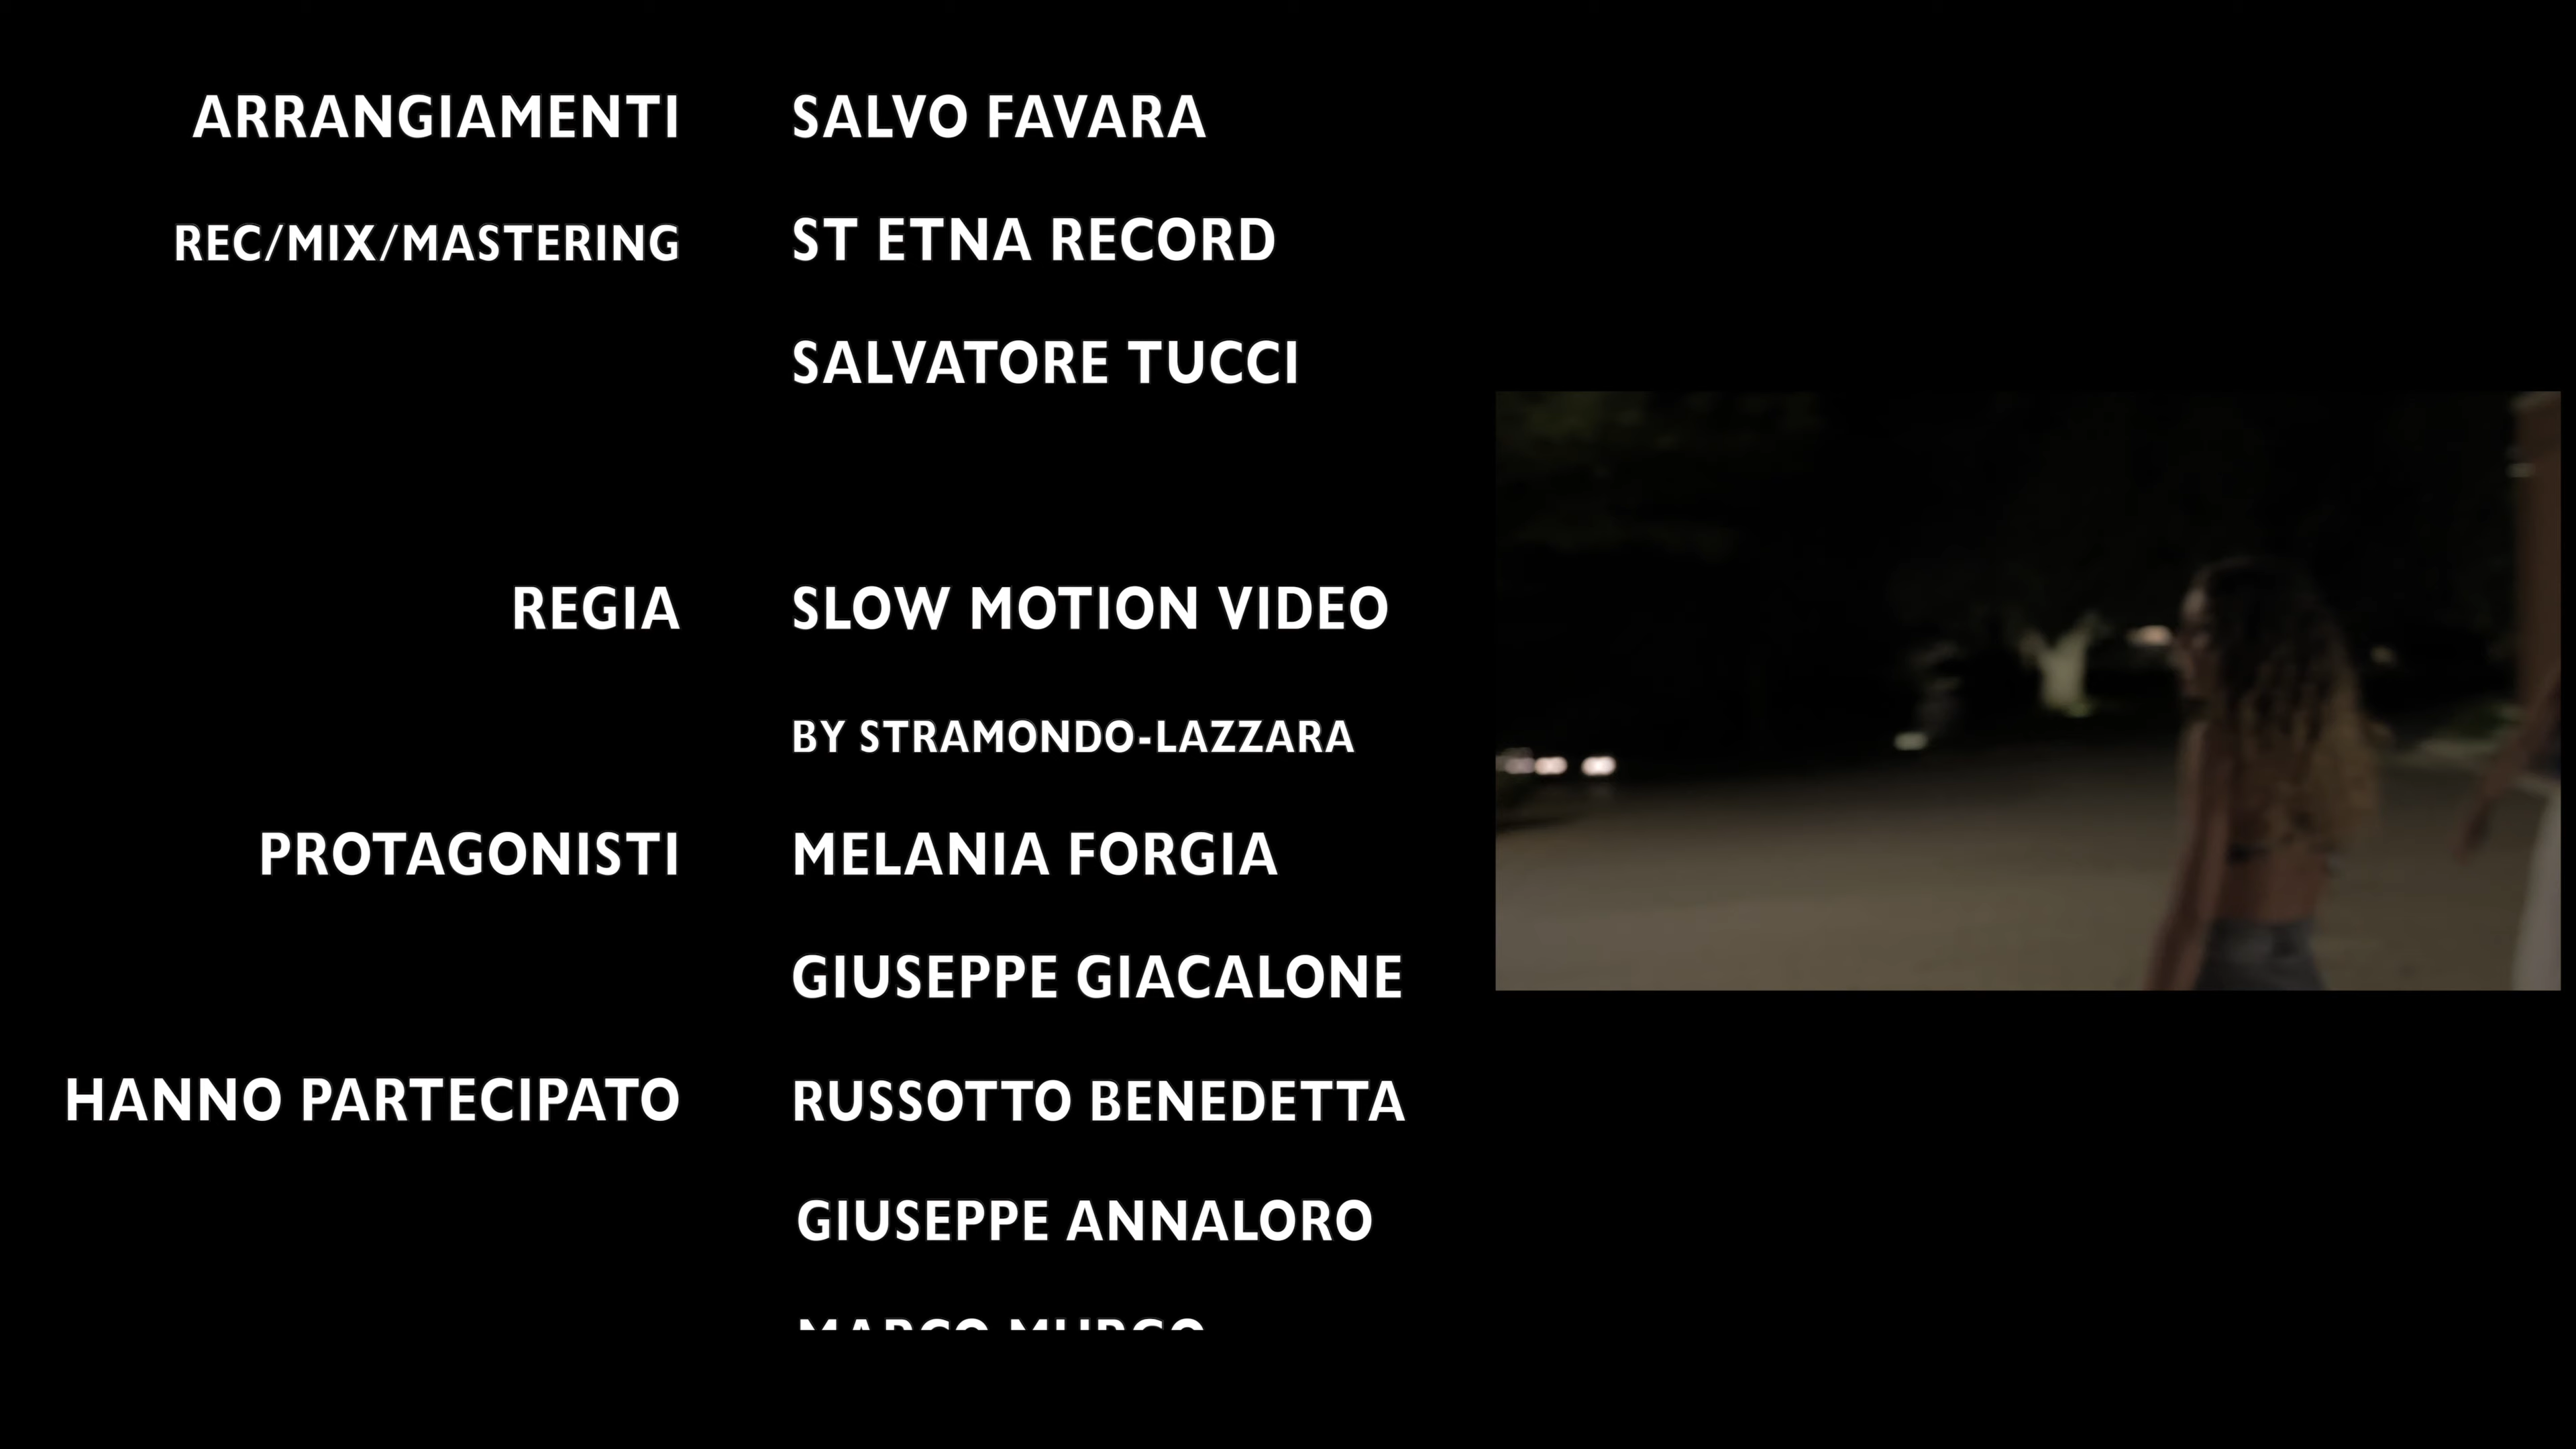 ARRANGIAMENTI SALVO FAVARA
REC/MIX/MASTERING ST ETNA RECORD
SALVATORE TUCCI
REGIA SLOW MOTION VIDEO
BY STRAMONDO-LAZZARA
PROTAGONISTI MELANIA FORGIA
GIUSEPPE GIACALONE
HANNO PARTECIPATO RUSSOTTO BENEDETTA
GIUSEPPE ANNALORO